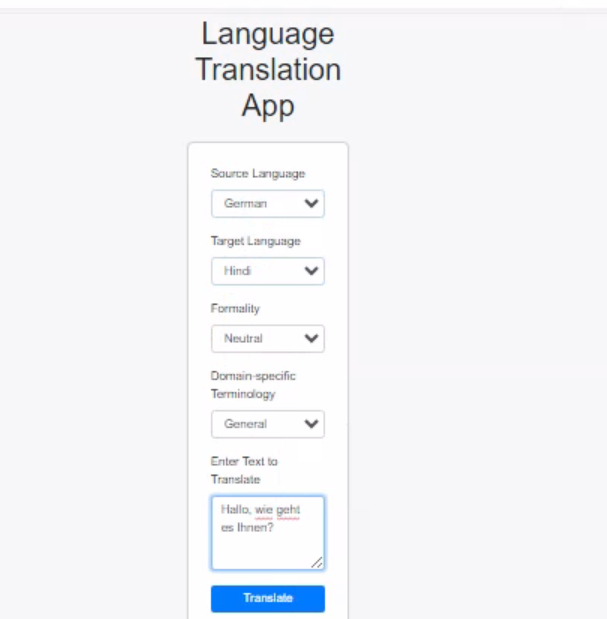 Language
Translation
App
Source Language
German
Target Language
Hindi
Formality
Neutral
Domain-specific
Terminology
General
Enter Text to
Translate
Hallo, wie geht
es Ihnen?
Translate